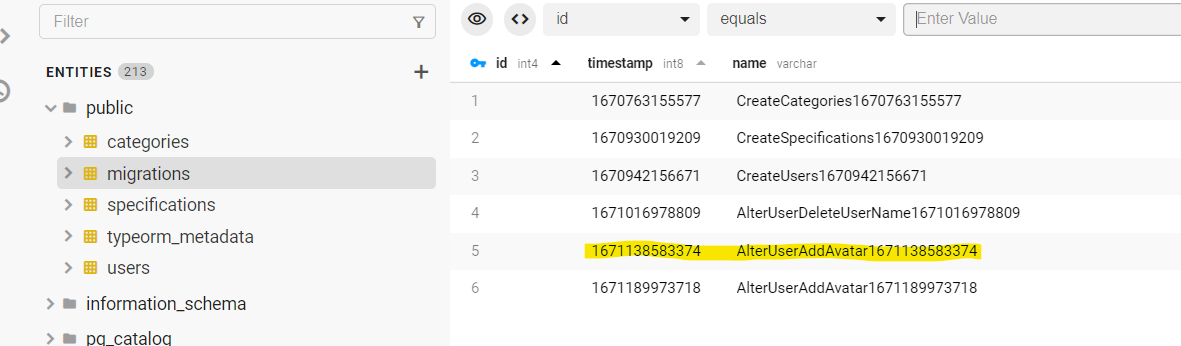 Filter
ENTITIES 213
public
categories
migrations
specifications
typeorm_metadata
users
information_schema
pg_catalog
id equals Enter Value
id int4 timestamp int8 name varchar
1 1670763155577 CreateCategories1670763155577
2 1670930019209 CreateSpecifications1670930019209
3 1670942156671 CreateUsers1670942156671
4 1671016978809 AlterUserDeleteUserName1671016978809
5 1671138583374 AlterUserAddAvatar1671138583374
6 1671189973718 AlterUserAddAvatar1671189973718